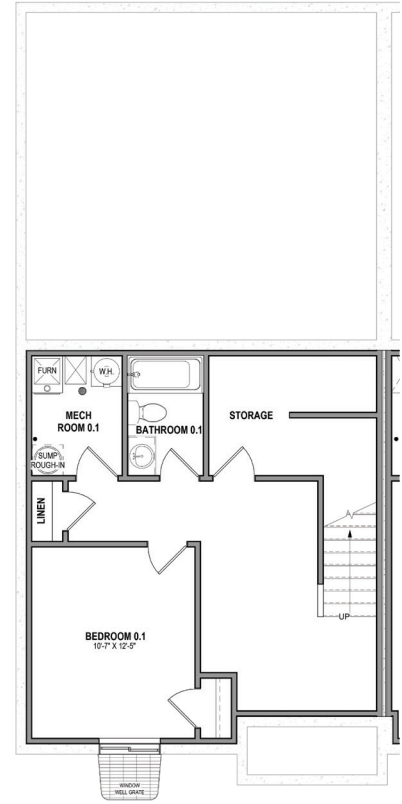 FURN
W.H.
MECH
ROOM 0.1
BATHROOM 0.1
STORAGE
SUMP
ROUGH-IN
LINEN
UP
BEDROOM 0.1
10'-7" X 12'-5"
WINDOW
WELL GRATE